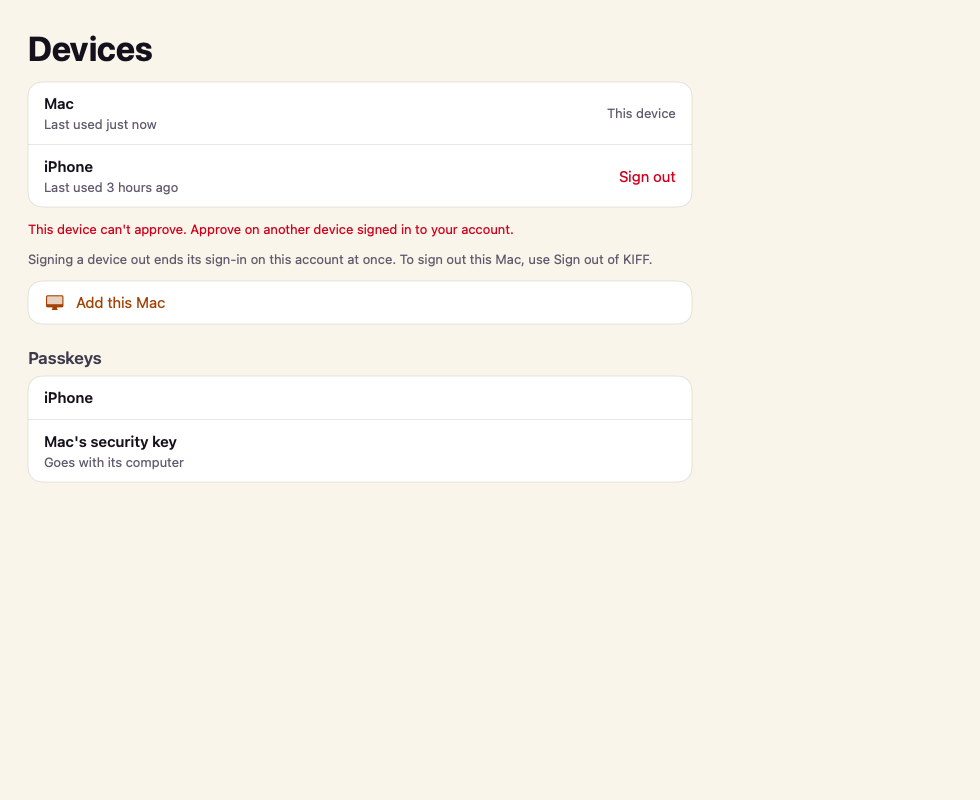 Devices
Mac
Last used just now
This device
iPhone
Last used 3 hours ago
Sign out
This device can't approve. Approve on another device signed in to your account.
Signing a device out ends its sign-in on this account at once. To sign out this Mac, use Sign out of KIFF.
Add this Mac
Passkeys
iPhone
Mac's security key
Goes with its computer